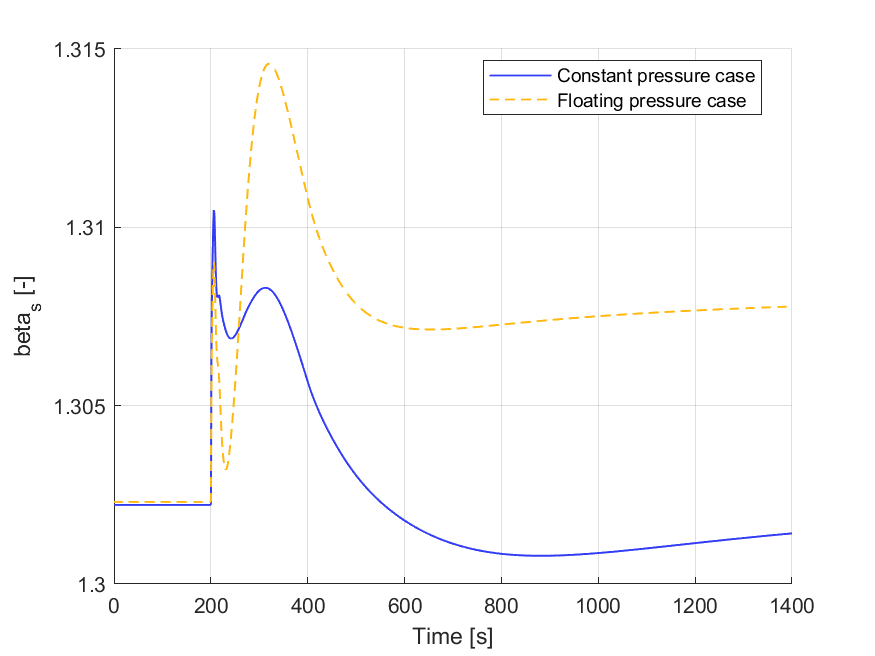 1.315
1.31
1.305
1.3
beta_s [-]
0 200 400 600 800 1000 1200 1400
Time [s]
Constant pressure case
Floating pressure case